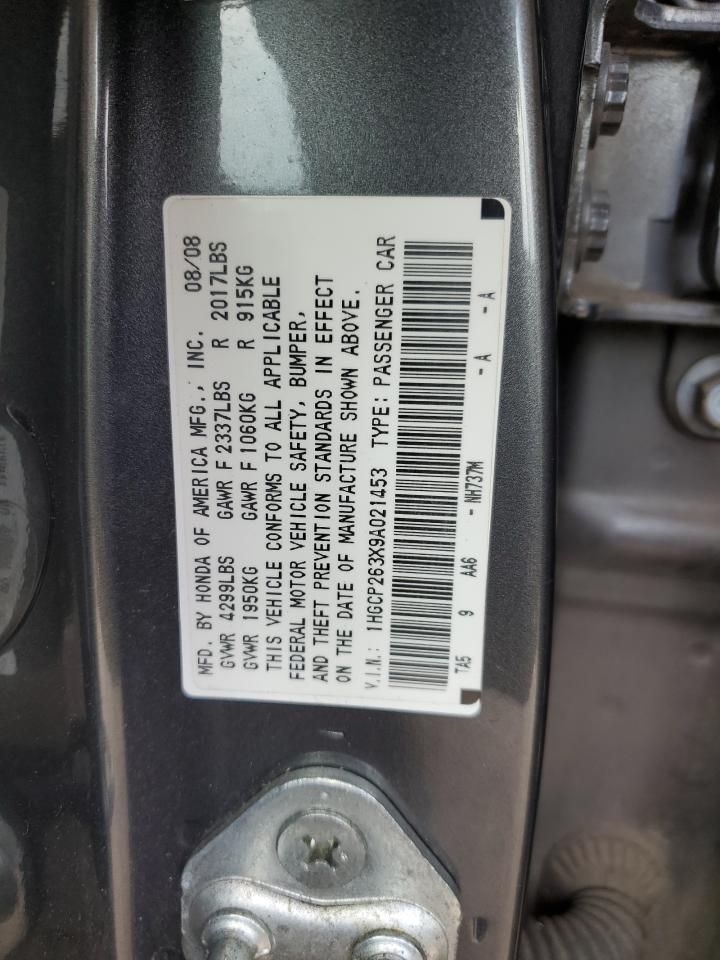 MFD. BY HONDA OF AMERICA MFG., INC. 08/08
GVWR 4299LBS GAWR F 2337LBS R 2017LBS
GVWR 1950KG GAWR F 1060KG R 915KG
THIS VEHICLE CONFORMS TO ALL APPLICABLE
FEDERAL MOTOR VEHICLE SAFETY, BUMPER,
AND THEFT PREVENTION STANDARDS IN EFFECT
ON THE DATE OF MANUFACTURE SHOWN ABOVE.
V.I.N.: 1HGCP263X9A021453 TYPE: PASSENGER CAR
TA5 9 AA6 - NH737M - A - A